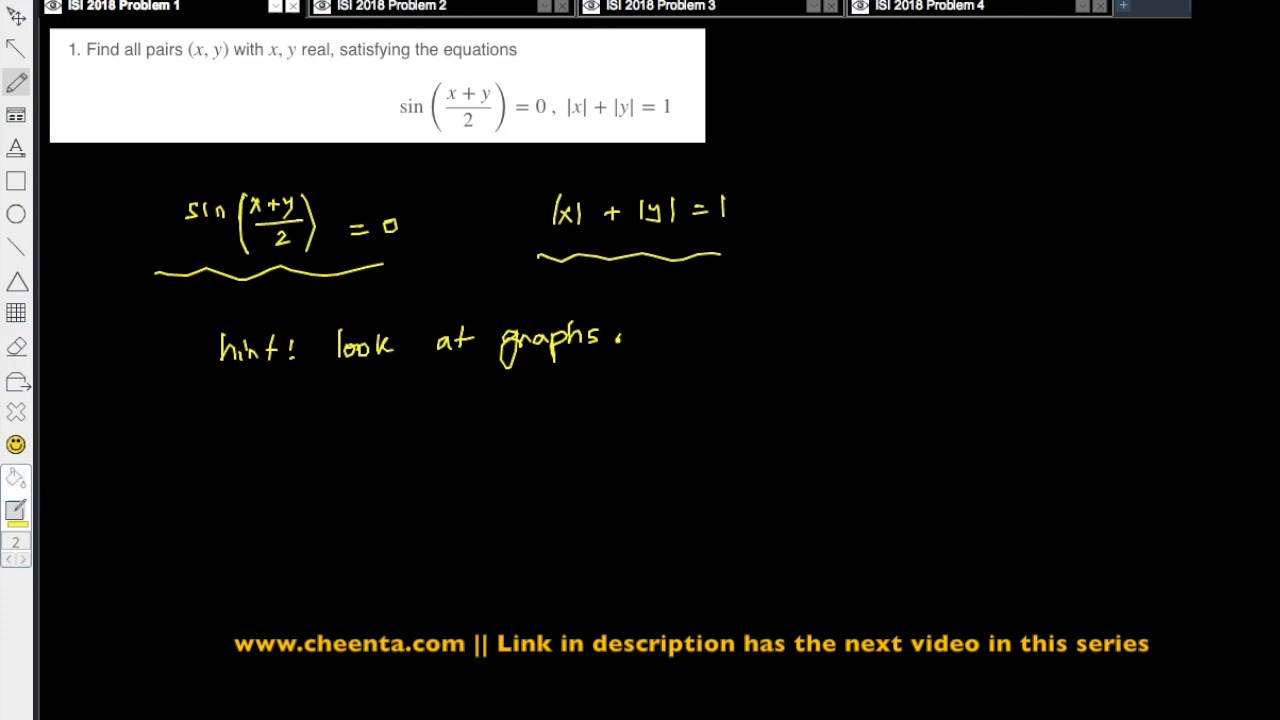 ISI 2018 Problem 1
ISI 2018 Problem 2
ISI 2018 Problem 3
ISI 2018 Problem 4
1. Find all pairs (x, y) with x, y real, satisfying the equations
sin((x + y)/2) = 0 , |x| + |y| = 1
sin((x+y)/2) = 0
|x| + |y| = 1
hint! look at graphs.
2
www.cheenta.com || Link in description has the next video in this series